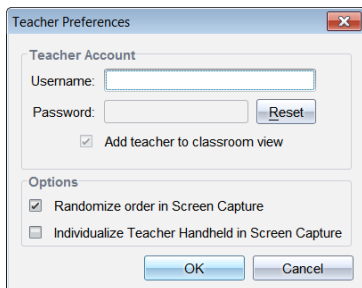 Teacher Preferences
Teacher Account
Username:
Password:
Reset
Add teacher to classroom view
Options
Randomize order in Screen Capture
Individualize Teacher Handheld in Screen Capture
OK
Cancel